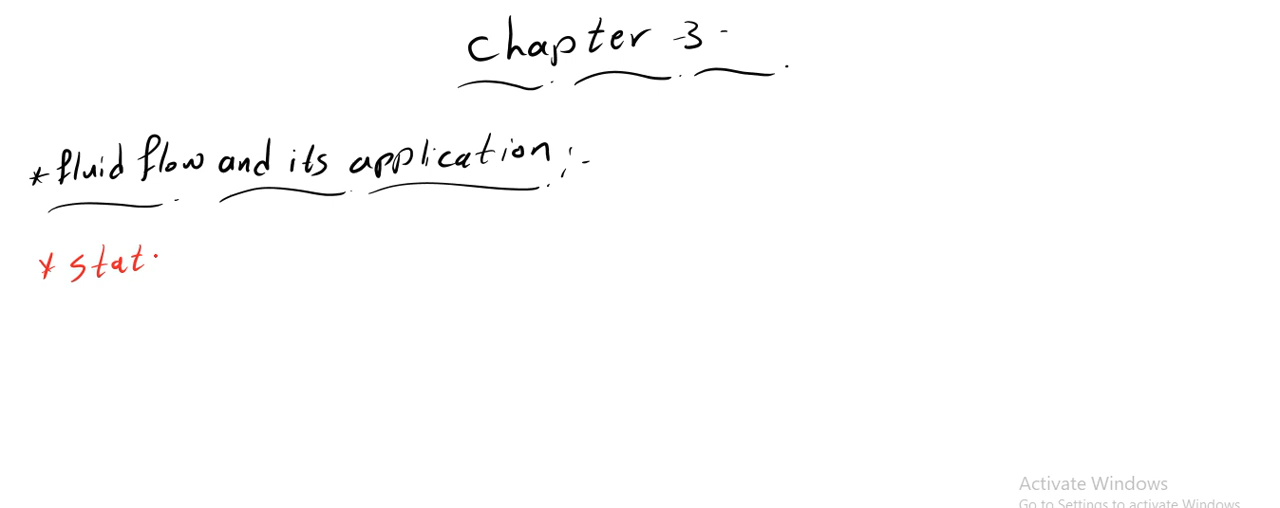 chapter -3-
* fluid flow and its application :-
* stat.
Activate Windows
Go to Settings to activate Windows.